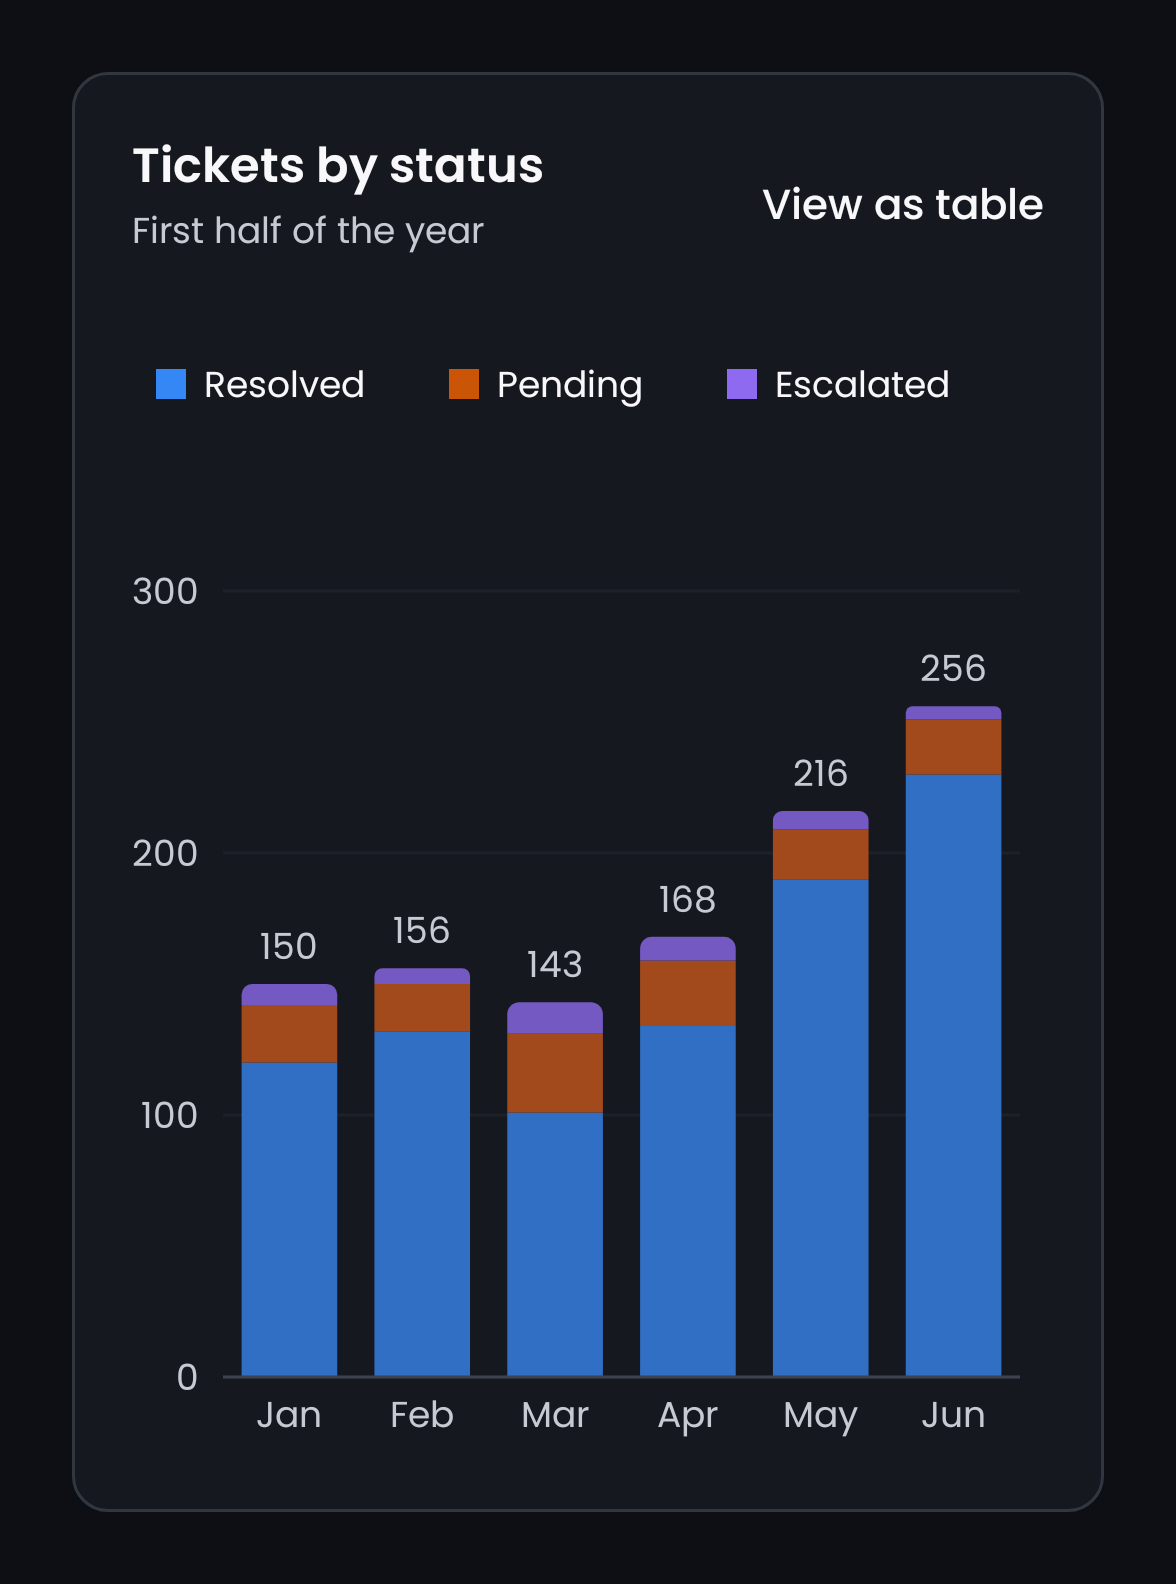 Tickets by status
First half of the year
View as table
Resolved
Pending
Escalated
300
200
100
0
150
156
143
168
216
256
Jan
Feb
Mar
Apr
May
Jun